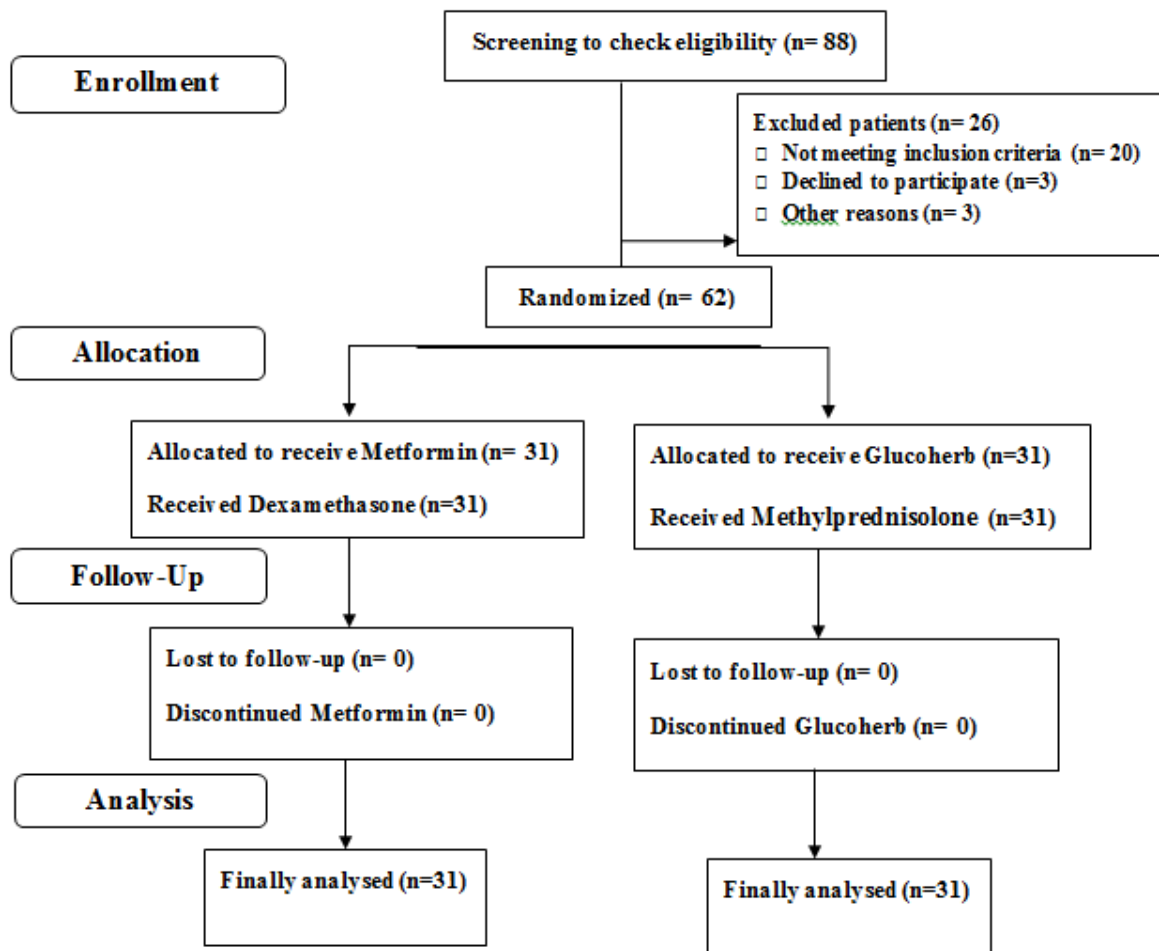 Screening to check eligibility (n= 88)
Enrollment
Excluded patients (n= 26)
□ Not meeting inclusion criteria (n= 20)
□ Declined to participate (n=3)
□ Other reasons (n= 3)
Randomized (n= 62)
Allocation
Allocated to receive Metformin (n= 31)
Received Dexamethasone (n=31)
Allocated to receive Glucoherb (n=31)
Received Methylprednisolone (n=31)
Follow-Up
Lost to follow-up (n= 0)
Discontinued Metformin (n= 0)
Lost to follow-up (n= 0)
Discontinued Glucoherb (n= 0)
Analysis
Finally analysed (n=31)
Finally analysed (n=31)